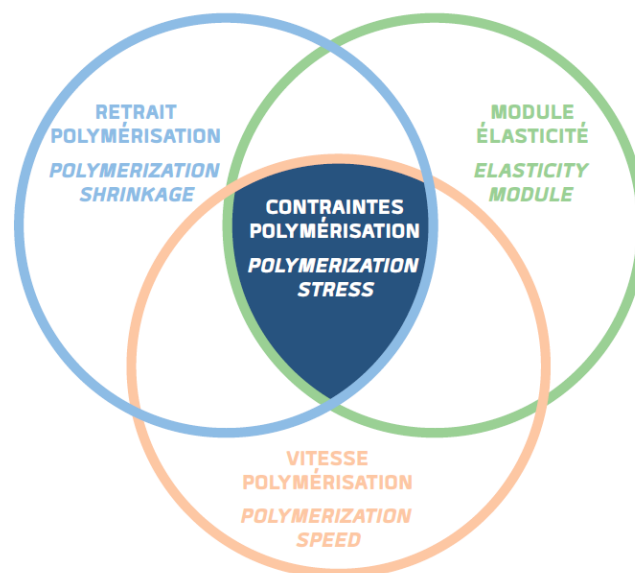 RETRAIT
POLYMÉRISATION
POLYMERIZATION
SHRINKAGE
MODULE
ÉLASTICITÉ
ELASTICITY
MODULE
CONTRAINTES
POLYMÉRISATION
POLYMERIZATION
STRESS
VITESSE
POLYMÉRISATION
POLYMERIZATION
SPEED